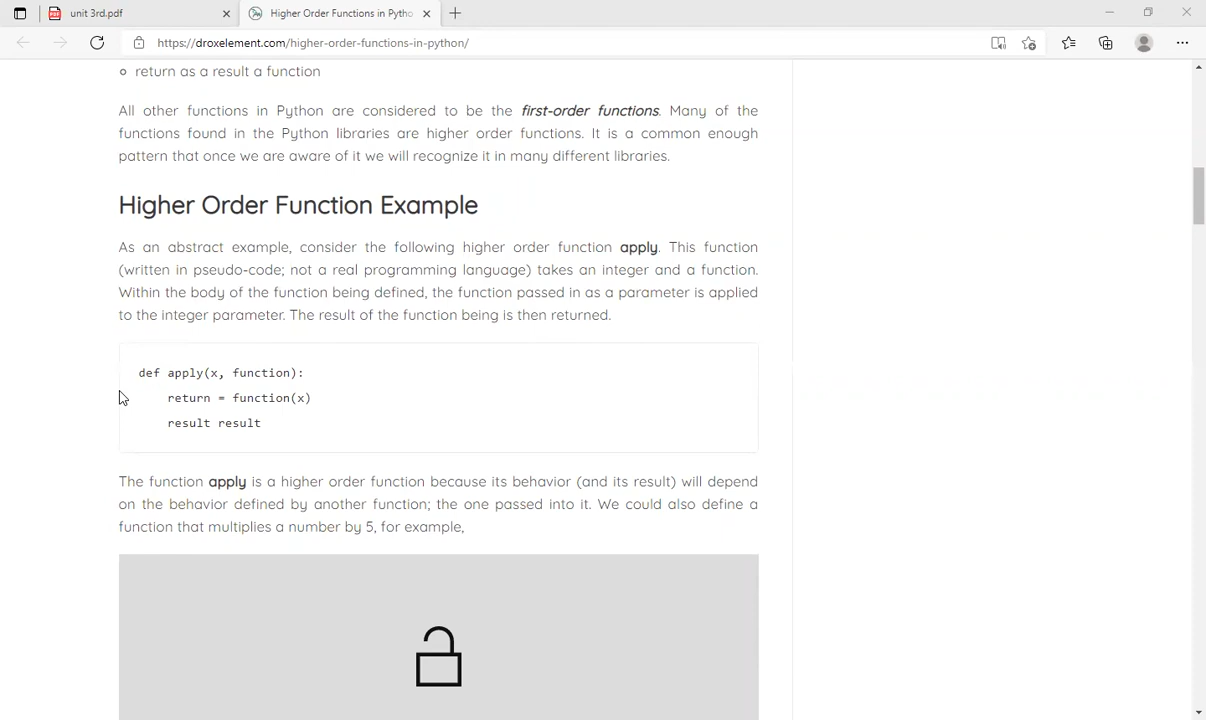 unit 3rd.pdf
Higher Order Functions in Pytho
https://droxelement.com/higher-order-functions-in-python/
return as a result a function
All other functions in Python are considered to be the first-order functions. Many of the
functions found in the Python libraries are higher order functions. It is a common enough
pattern that once we are aware of it we will recognize it in many different libraries.
Higher Order Function Example
As an abstract example, consider the following higher order function apply. This function
(written in pseudo-code; not a real programming language) takes an integer and a function.
Within the body of the function being defined, the function passed in as a parameter is applied
to the integer parameter. The result of the function being is then returned.
def apply(x, function):
return = function(x)
result result
The function apply is a higher order function because its behavior (and its result) will depend
on the behavior defined by another function; the one passed into it. We could also define a
function that multiplies a number by 5, for example,